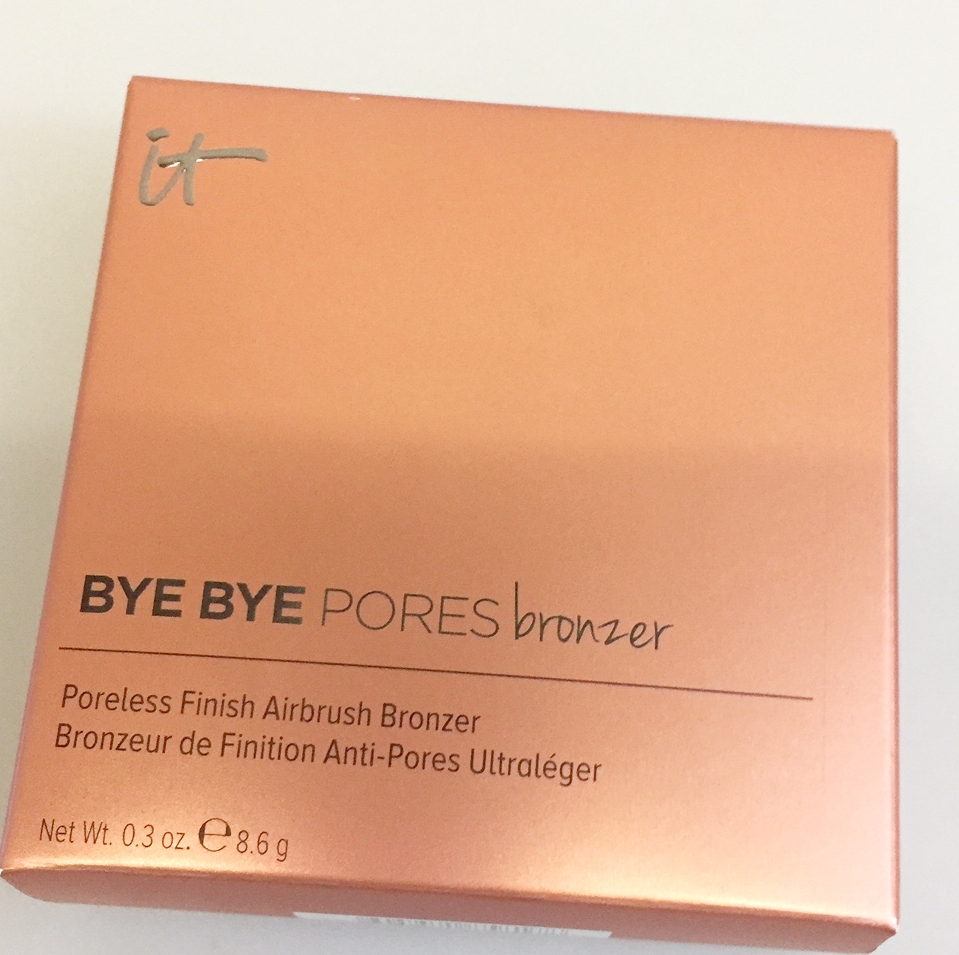 it
BYE BYE PORES bronzer
Poreless Finish Airbrush Bronzer
Bronzeur de Finition Anti-Pores Ultraléger
Net Wt. 0.3 oz. ℮ 8.6 g